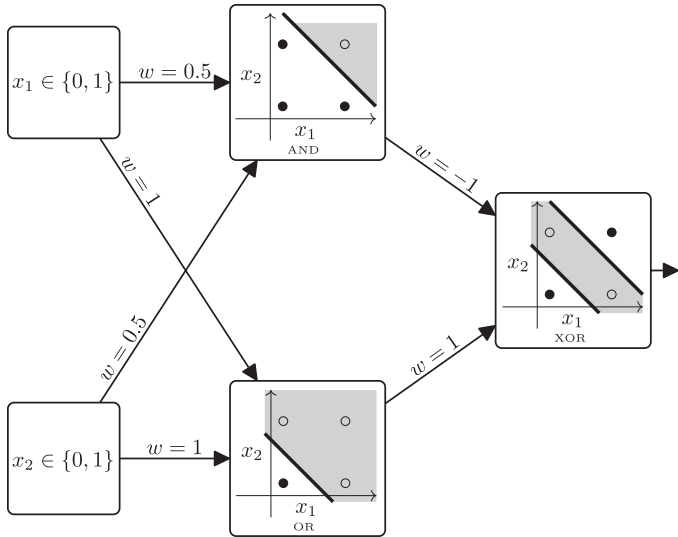 x₁ ∈ {0, 1}
w = 0.5
x₂
x₁
AND
w = 1
w = −1
x₂
x₁
XOR
w = 0.5
w = 1
x₂ ∈ {0, 1}
w = 1
x₂
x₁
OR